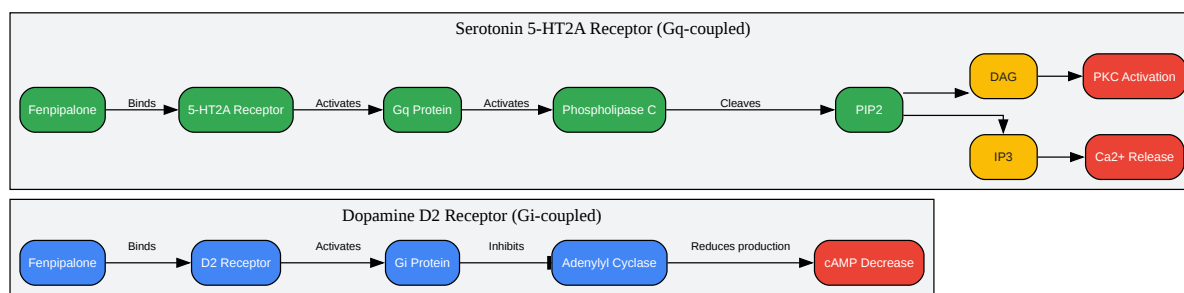 Serotonin 5-HT2A Receptor (Gq-coupled)
Fenpipalone
Binds
5-HT2A Receptor
Activates
Gq Protein
Activates
Phospholipase C
Cleaves
PIP2
DAG
PKC Activation
IP3
Ca2+ Release
Dopamine D2 Receptor (Gi-coupled)
Fenpipalone
Binds
D2 Receptor
Activates
Gi Protein
Inhibits
Adenylyl Cyclase
Reduces production
cAMP Decrease